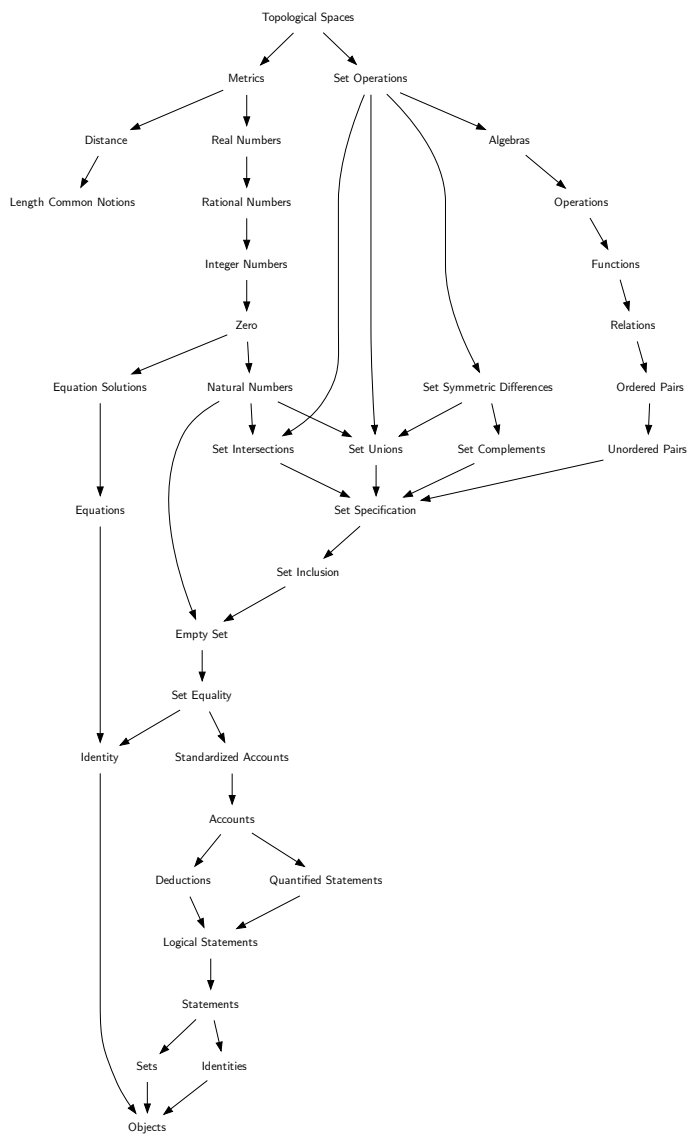 Topological Spaces
Metrics
Set Operations
Distance
Real Numbers
Algebras
Length Common Notions
Rational Numbers
Operations
Integer Numbers
Functions
Zero
Relations
Equation Solutions
Natural Numbers
Set Symmetric Differences
Ordered Pairs
Set Intersections
Set Unions
Set Complements
Unordered Pairs
Equations
Set Specification
Set Inclusion
Empty Set
Set Equality
Identity
Standardized Accounts
Accounts
Deductions
Quantified Statements
Logical Statements
Statements
Sets
Identities
Objects